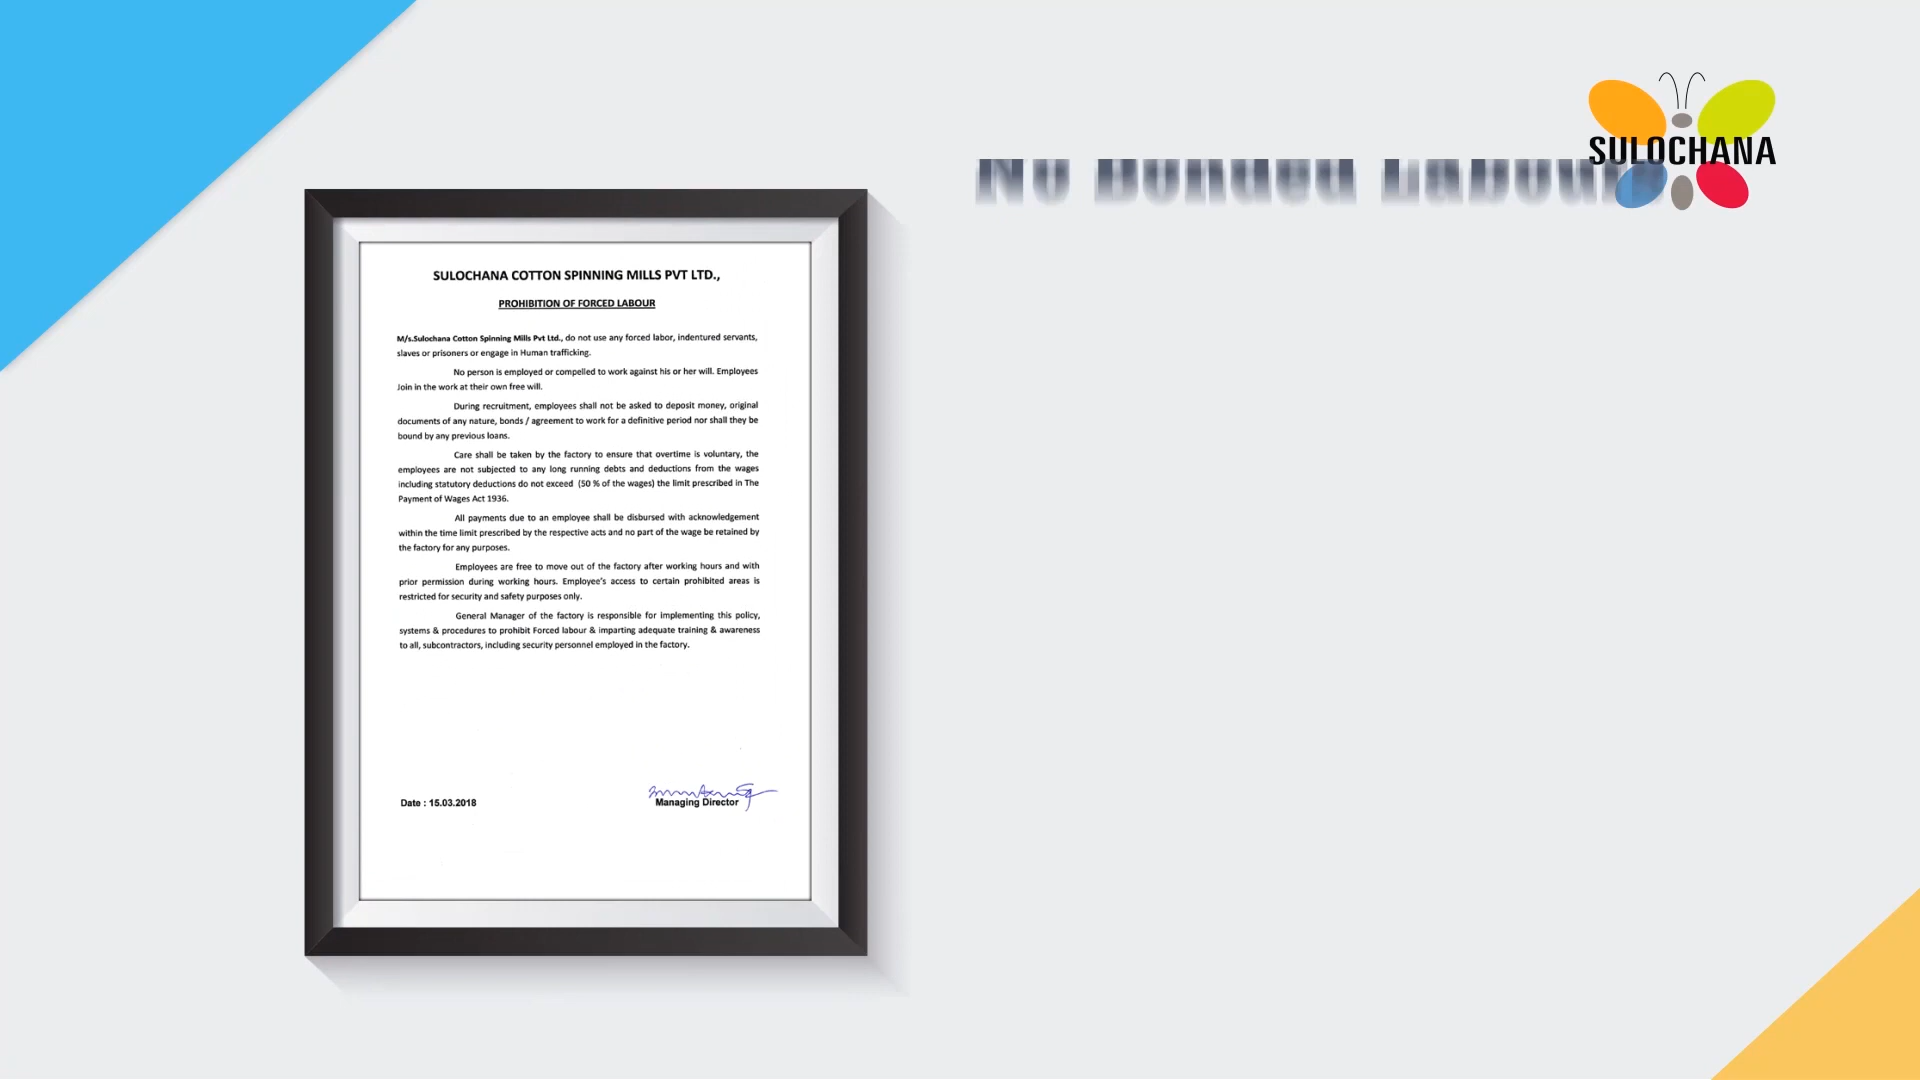 SULOCHANA
No Bonded Labour
SULOCHANA COTTON SPINNING MILLS PVT LTD.,
PROHIBITION OF FORCED LABOUR
M/s.Sulochana Cotton Spinning Mills Pvt Ltd., do not use any forced labor, indentured servants,
slaves or prisoners or engage in Human trafficking.
No person is employed or compelled to work against his or her will. Employees
Join in the work at their own free will.
During recruitment, employees shall not be asked to deposit money, original
documents of any nature, bonds / agreement to work for a definitive period nor shall they be
bound by any previous loans.
Care shall be taken by the factory to ensure that overtime is voluntary, the
employees are not subjected to any long running debts and deductions from the wages
including statutory deductions do not exceed (50 % of the wages) the limit prescribed in The
Payment of Wages Act 1936.
All payments due to an employee shall be disbursed with acknowledgement
within the time limit prescribed by the respective acts and no part of the wage be retained by
the factory for any purposes.
Employees are free to move out of the factory after working hours and with
prior permission during working hours. Employee's access to certain prohibited areas is
restricted for security and safety purposes only.
General Manager of the factory is responsible for implementing this policy,
systems & procedures to prohibit Forced labour & imparting adequate training & awareness
to all, subcontractors, including security personnel employed in the factory.
Date : 15.03.2018
Managing Director